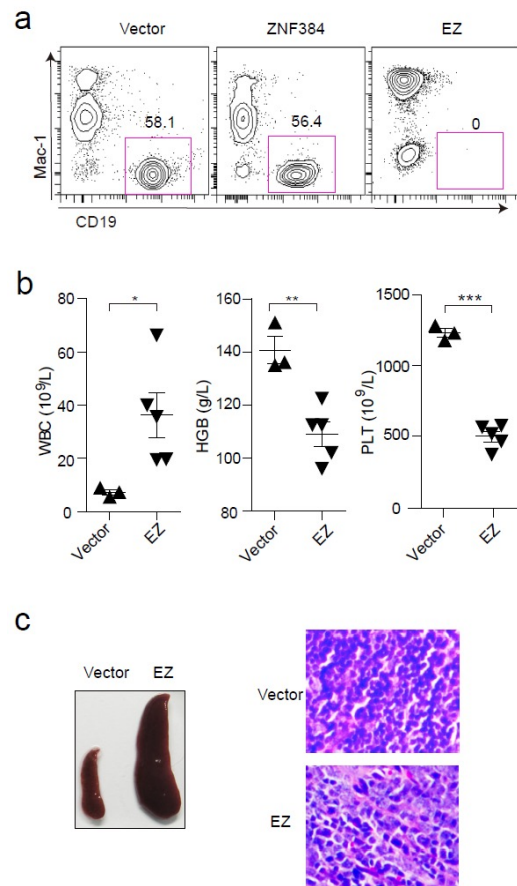 a
Vector ZNF384 EZ
58.1 56.4 0
Mac-1
CD19
b
* ** ***
WBC (10⁹/L)
80
60
40
20
0
Vector EZ
HGB (g/L)
160
140
120
100
80
Vector EZ
PLT (10⁹/L)
1500
1000
500
0
Vector EZ
c
Vector EZ
Vector
EZ